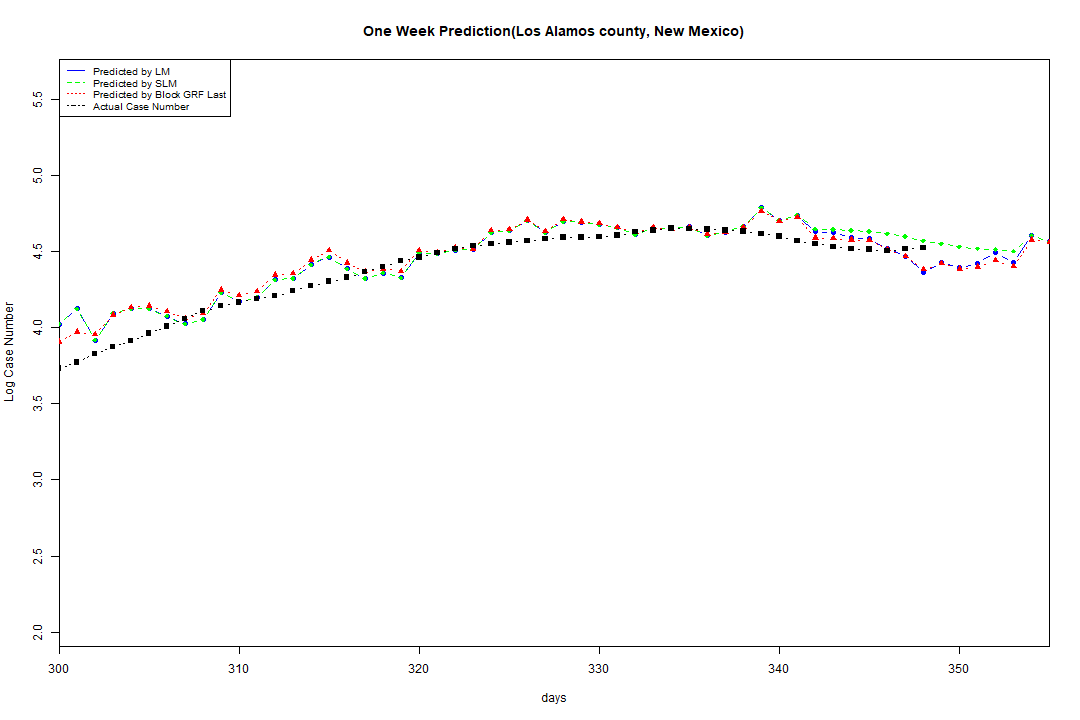 One Week Prediction(Los Alamos county, New Mexico)
Predicted by LM
Predicted by SLM
Predicted by Block GRF Last
Actual Case Number
5.5
5.0
4.5
4.0
3.5
3.0
2.5
2.0
Log Case Number
300 310 320 330 340 350
days